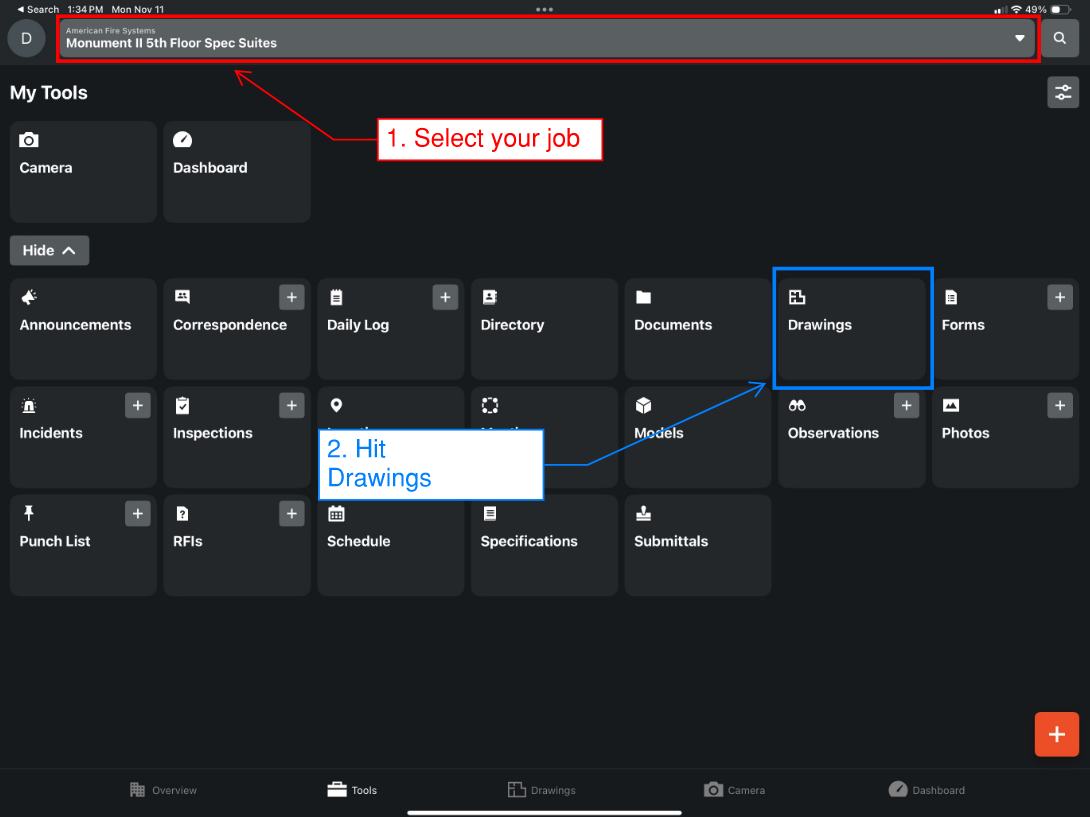 Search 1:34 PM Mon Nov 11
49%
D
American Fire Systems
Monument II 5th Floor Spec Suites
My Tools
1. Select your job
Camera
Dashboard
Hide
Announcements
Correspondence
Daily Log
Directory
Documents
Drawings
Forms
Incidents
Inspections
Models
Observations
Photos
2. Hit
Drawings
Punch List
RFIs
Schedule
Specifications
Submittals
Overview
Tools
Drawings
Camera
Dashboard